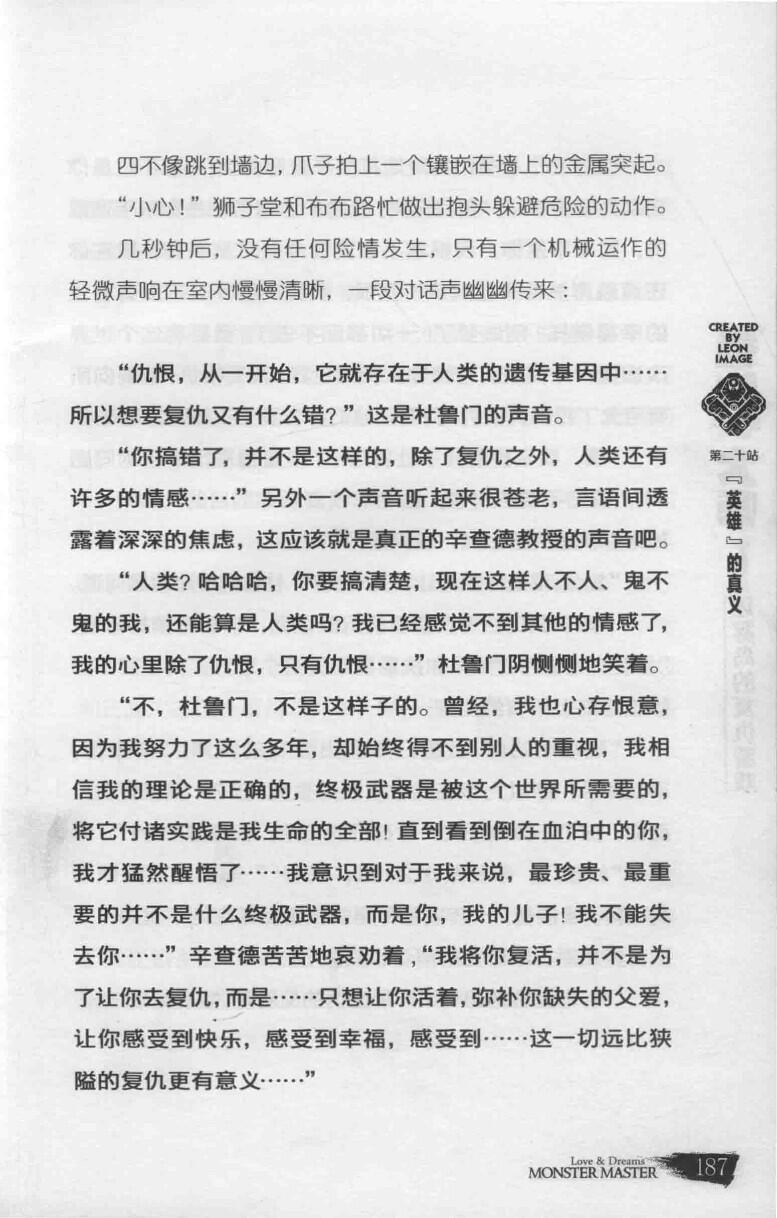 四不像跳到墙边，爪子拍上一个镶嵌在墙上的金属突起。
“小心！”狮子堂和布布路忙做出抱头躲避危险的动作。
几秒钟后，没有任何险情发生，只有一个机械运作的
轻微声响在室内慢慢清晰，一段对话声幽幽传来：
“仇恨，从一开始，它就存在于人类的遗传基因中……
所以想要复仇又有什么错？”这是杜鲁门的声音。
“你搞错了，并不是这样的，除了复仇之外，人类还有
许多的情感……”另外一个声音听起来很苍老，言语间透
露着深深的焦虑，这应该就是真正的辛查德教授的声音吧。
“人类？哈哈哈，你要搞清楚，现在这样人不人、鬼不
鬼的我，还能算是人类吗？我已经感觉不到其他的情感了，
我的心里除了仇恨，只有仇恨……”杜鲁门阴恻恻地笑着。
“不，杜鲁门，不是这样子的。曾经，我也心存恨意，
因为我努力了这么多年，却始终得不到别人的重视，我相
信我的理论是正确的，终极武器是被这个世界所需要的，
将它付诸实践是我生命的全部！直到看到倒在血泊中的你，
我才猛然醒悟了……我意识到对于我来说，最珍贵、最重
要的并不是什么终极武器，而是你，我的儿子！我不能失
去你……”辛查德苦苦地哀劝着，“我将你复活，并不是为
了让你去复仇，而是……只想让你活着，弥补你缺失的父爱，
让你感受到快乐，感受到幸福，感受到……这一切远比狭
隘的复仇更有意义……”
CREATED
BY
LEON
IMAGE
第二十站
『英雄』的真义
Love & Dreams
MONSTER MASTER
187